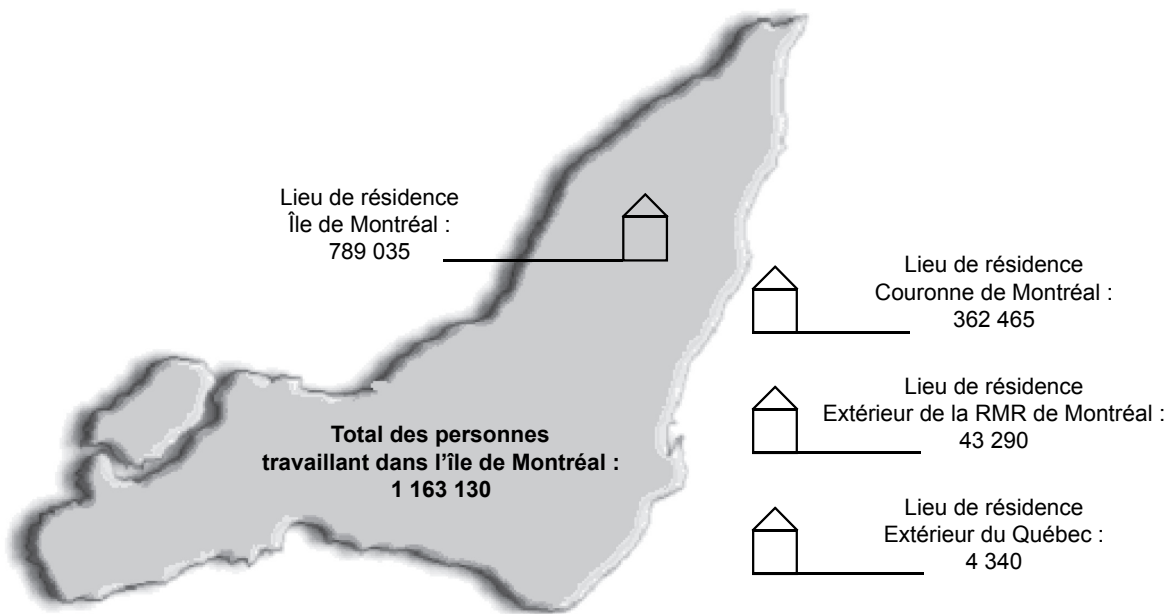 Lieu de résidence
Île de Montréal :
789 035
Lieu de résidence
Couronne de Montréal :
362 465
Lieu de résidence
Extérieur de la RMR de Montréal :
43 290
Total des personnes
travaillant dans l’île de Montréal :
1 163 130
Lieu de résidence
Extérieur du Québec :
4 340